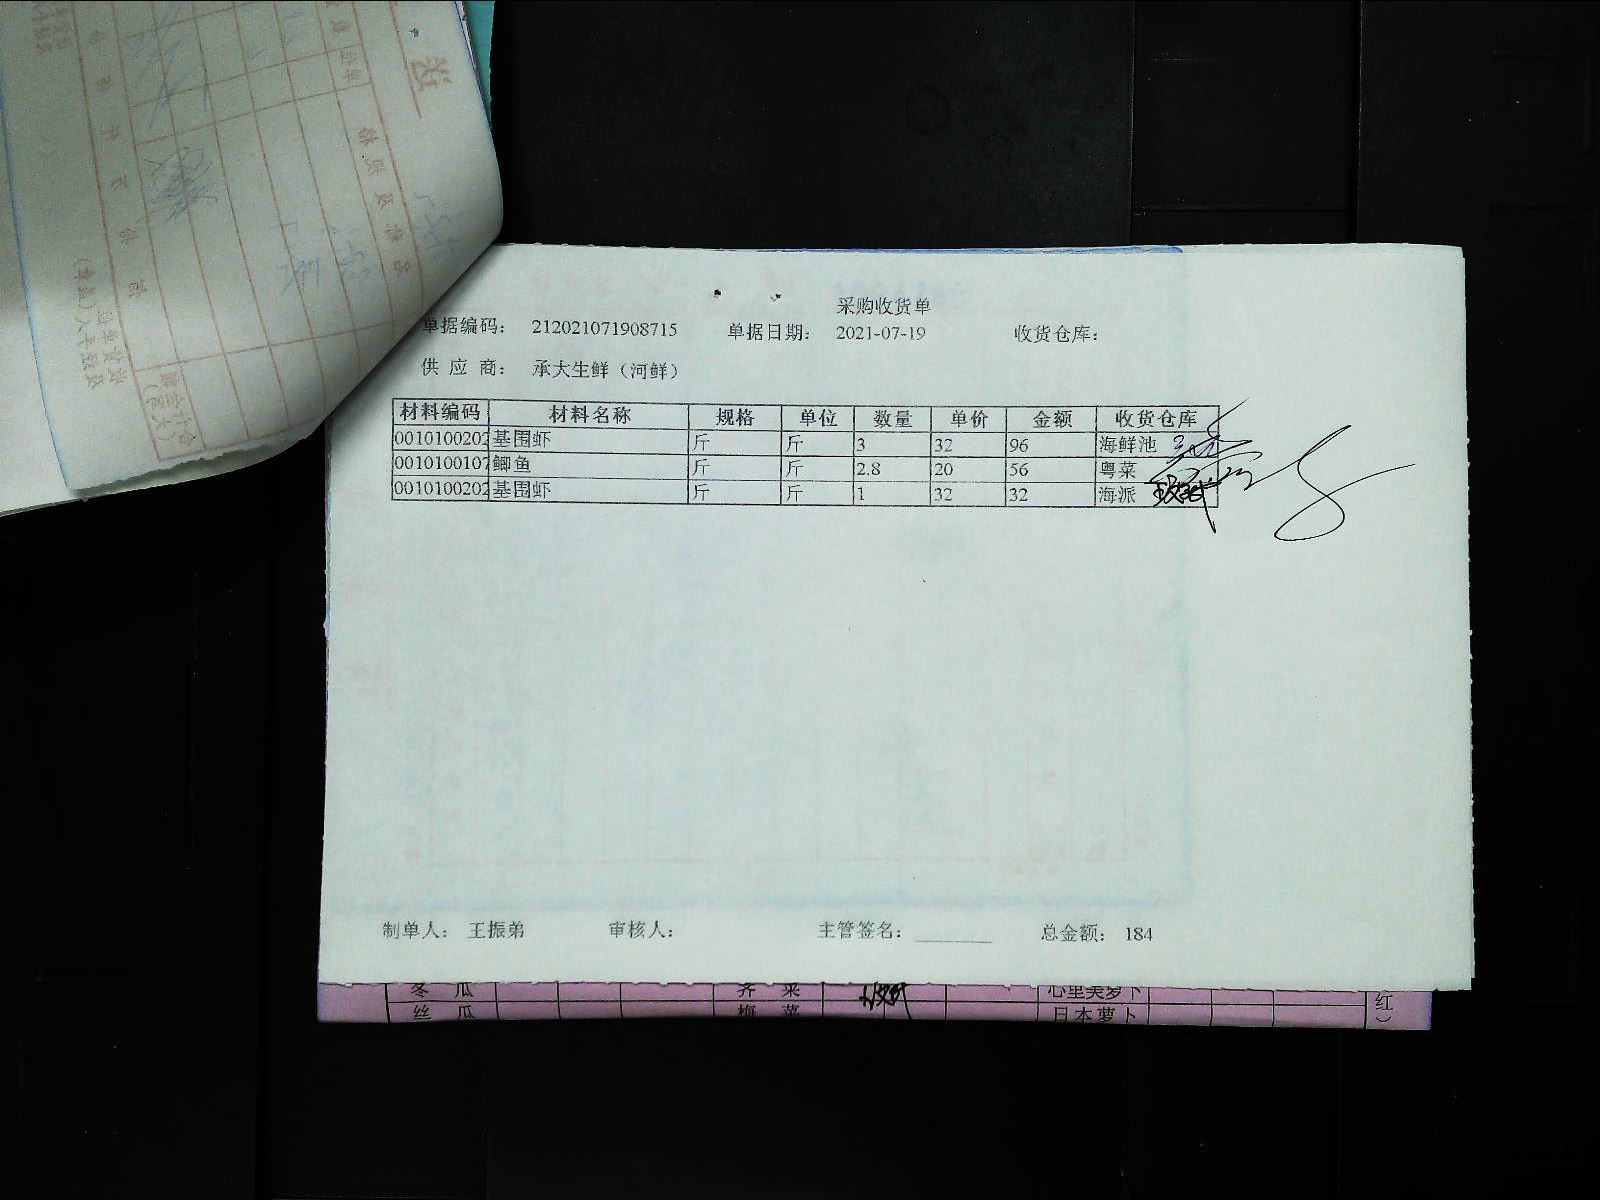 采购收货单
单据编码： 212021071908715 单据日期： 2021-07-19 收货仓库：
供 应 商： 承大生鲜（河鲜）
材料编码 材料名称 规格 单位 数量 单价 金额 收货仓库
0010100202 基围虾 斤 斤 3 32 96 海鲜池
0010100107 鲫鱼 斤 斤 2.8 20 56 粤菜
0010100202 基围虾 斤 斤 1 32 32 海派
制单人： 王振弟 审核人： 主管签名： 总金额： 184
冬 瓜 荠 菜 心里美萝卜
丝 瓜 梅 菜 日本萝卜
红）